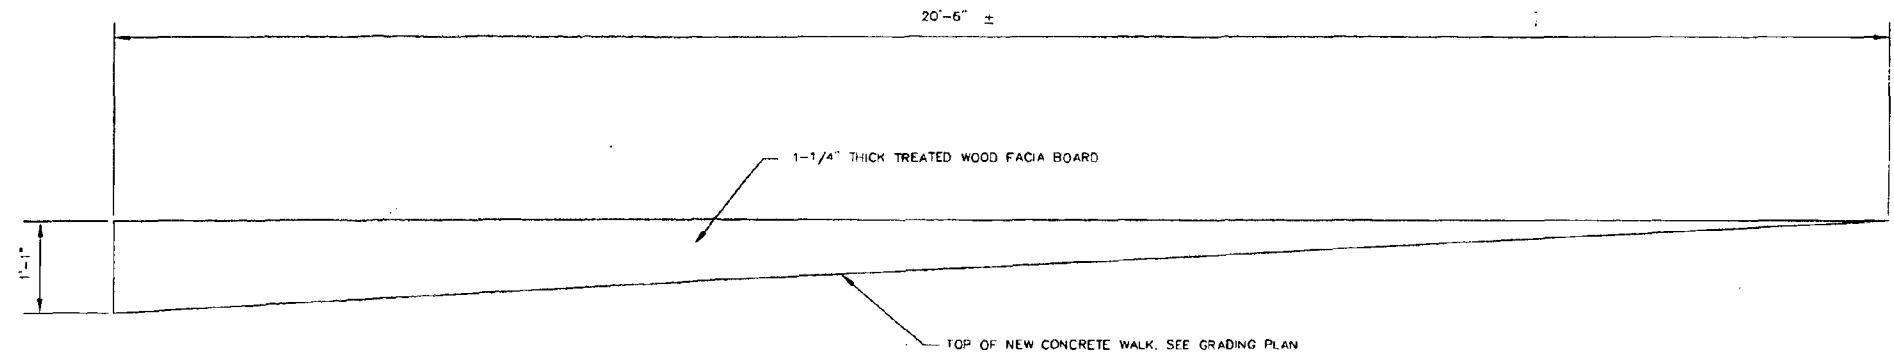 20'-6" ±
1-1/4" THICK TREATED WOOD FACIA BOARD
1'-1"
TOP OF NEW CONCRETE WALK, SEE GRADING PLAN